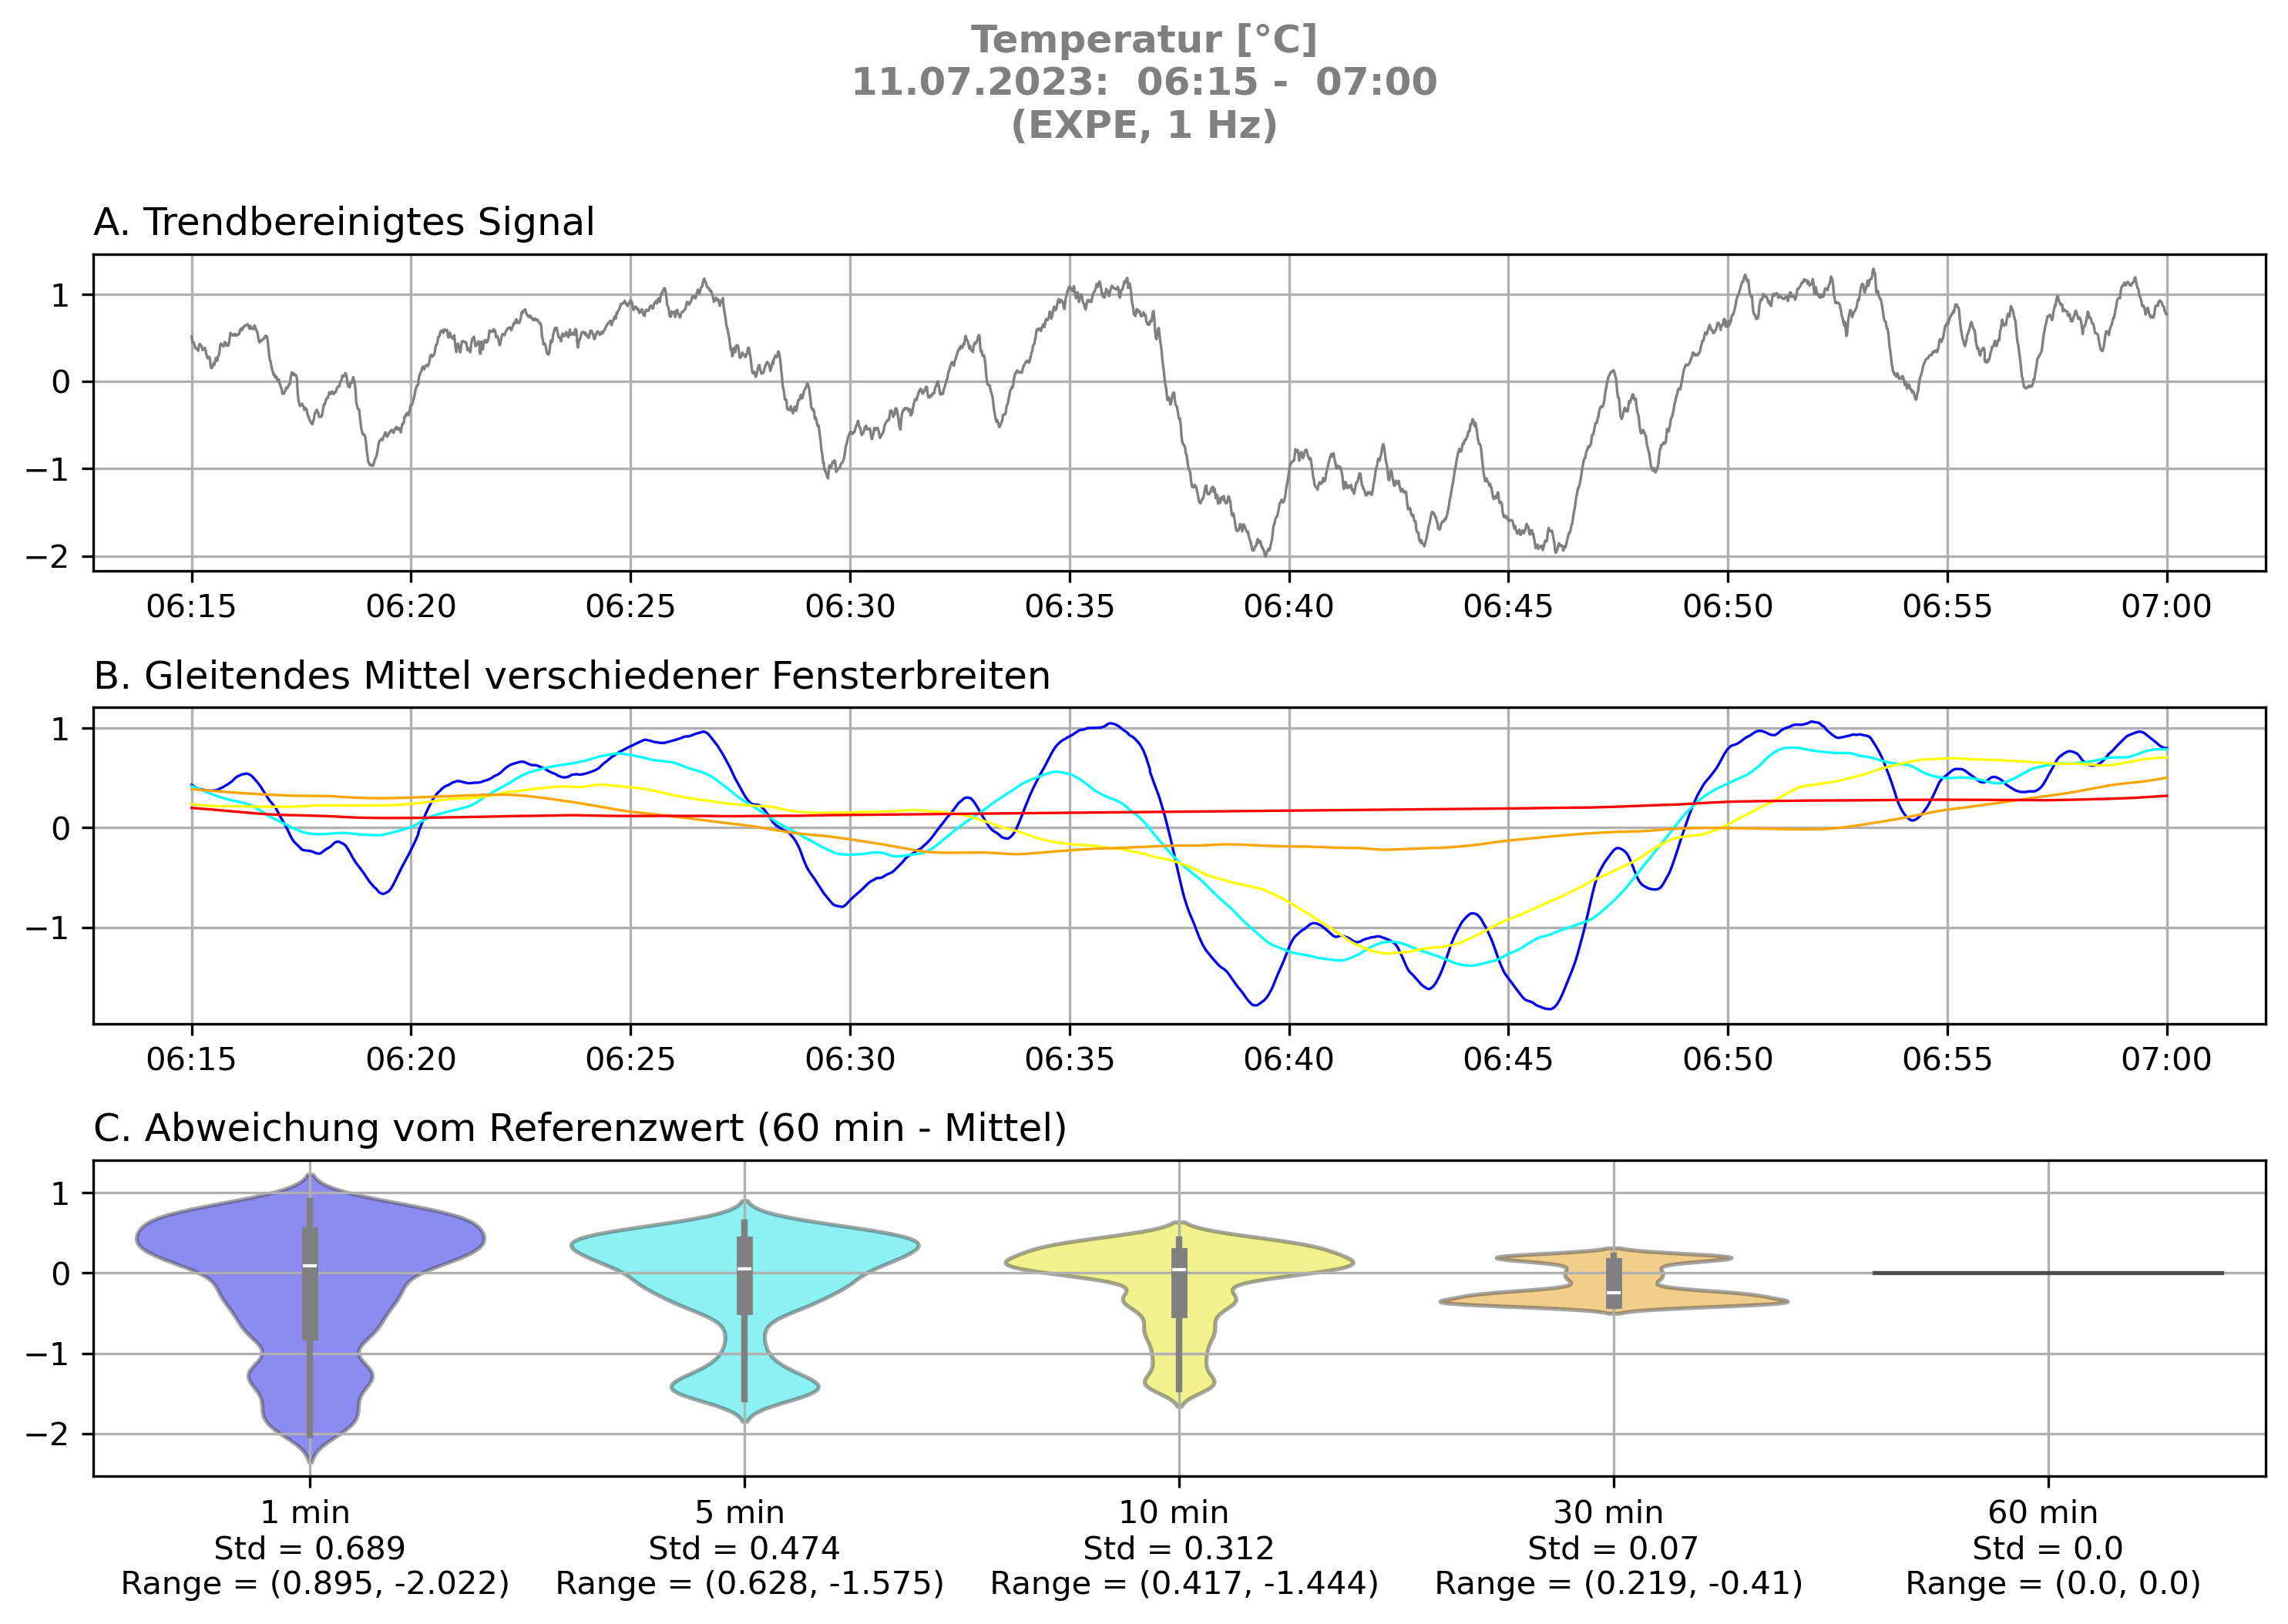 Temperatur [°C]
11.07.2023:  06:15 -  07:00
(EXPE, 1 Hz)
A. Trendbereinigtes Signal
1
0
−1
−2
06:15 06:20 06:25 06:30 06:35 06:40 06:45 06:50 06:55 07:00
B. Gleitendes Mittel verschiedener Fensterbreiten
1
0
−1
06:15 06:20 06:25 06:30 06:35 06:40 06:45 06:50 06:55 07:00
C. Abweichung vom Referenzwert (60 min - Mittel)
1
0
−1
−2
1 min 5 min 10 min 30 min 60 min
Std = 0.689 Std = 0.474 Std = 0.312 Std = 0.07 Std = 0.0
Range = (0.895, -2.022) Range = (0.628, -1.575) Range = (0.417, -1.444) Range = (0.219, -0.41) Range = (0.0, 0.0)